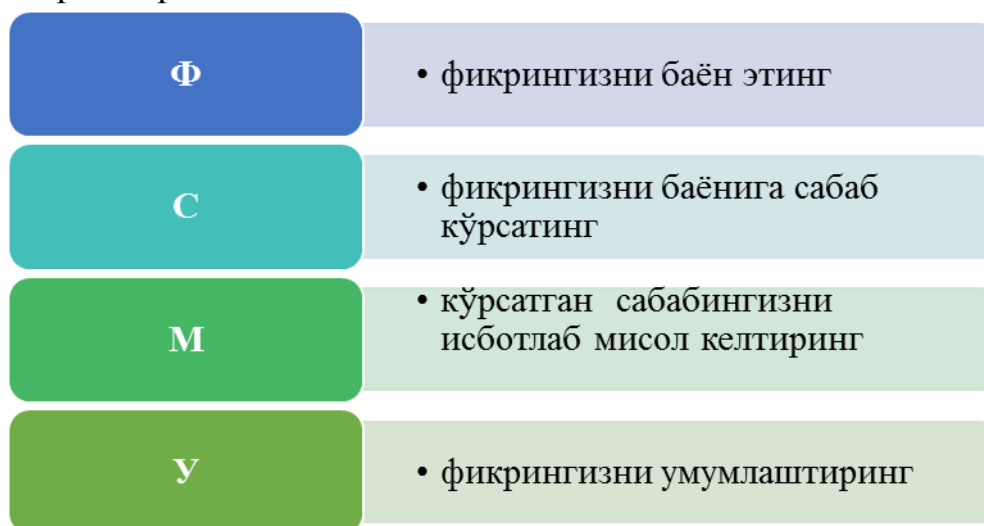 Ф
• фикрингизни баён этинг
С
• фикрингизни баёнига сабаб
кўрсатинг
М
• кўрсатган сабабингизни
исботлаб мисол келтиринг
У
• фикрингизни умумлаштиринг